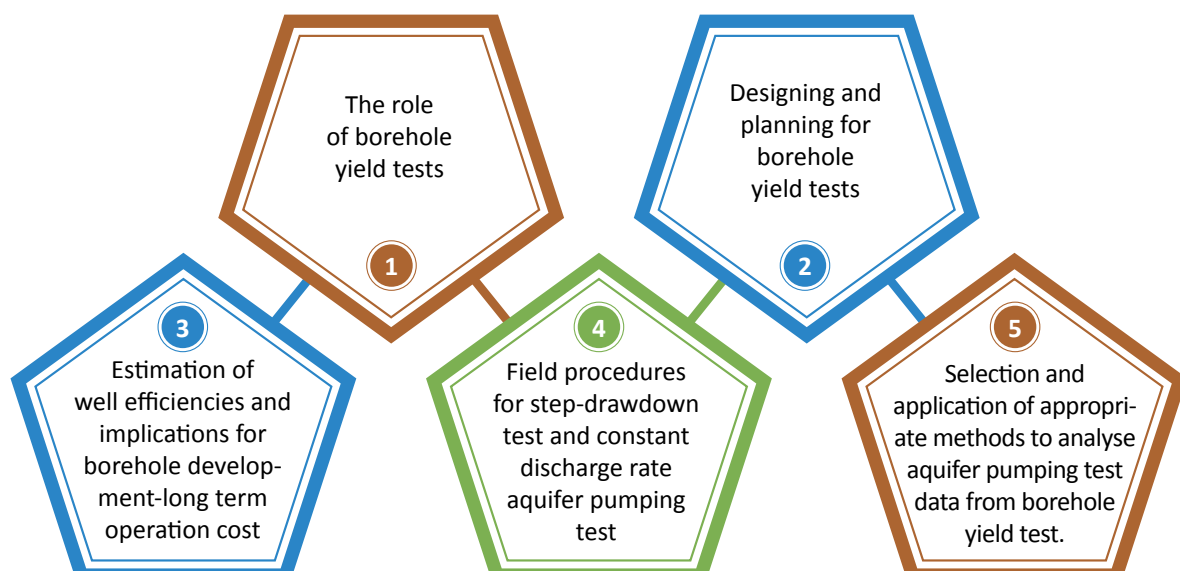 The role
of borehole
yield tests
1
Designing and
planning for
borehole
yield tests
2
3
Estimation of
well efficiencies and
implications for
borehole develop-
ment-long term
operation cost
4
Field procedures
for step-drawdown
test and constant
discharge rate
aquifer pumping
test
5
Selection and
application of appropri-
ate methods to analyse
aquifer pumping test
data from borehole
yield test.